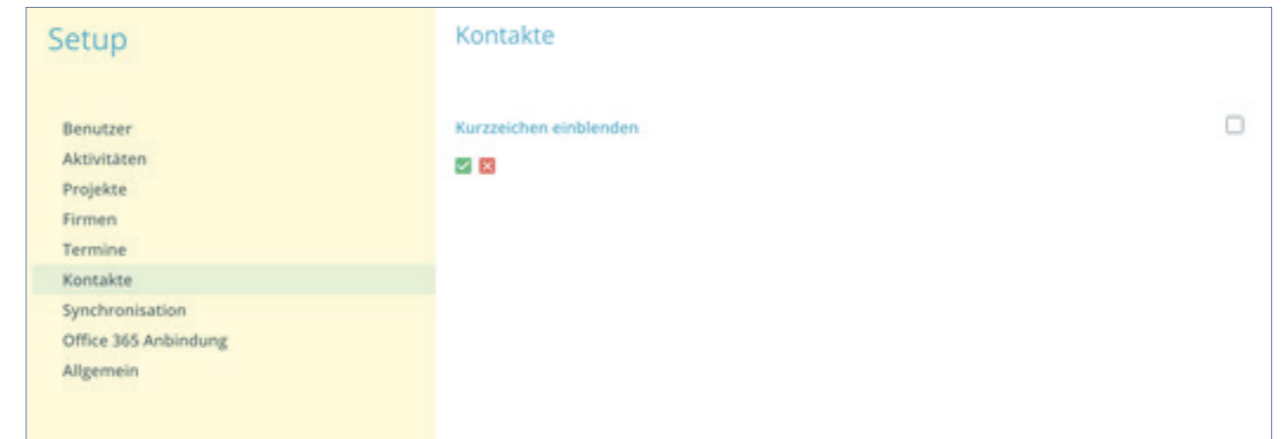 Setup
Benutzer
Aktivitäten
Projekte
Firmen
Termine
Kontakte
Synchronisation
Office 365 Anbindung
Allgemein
Kontakte
Kurzzeichen einblenden